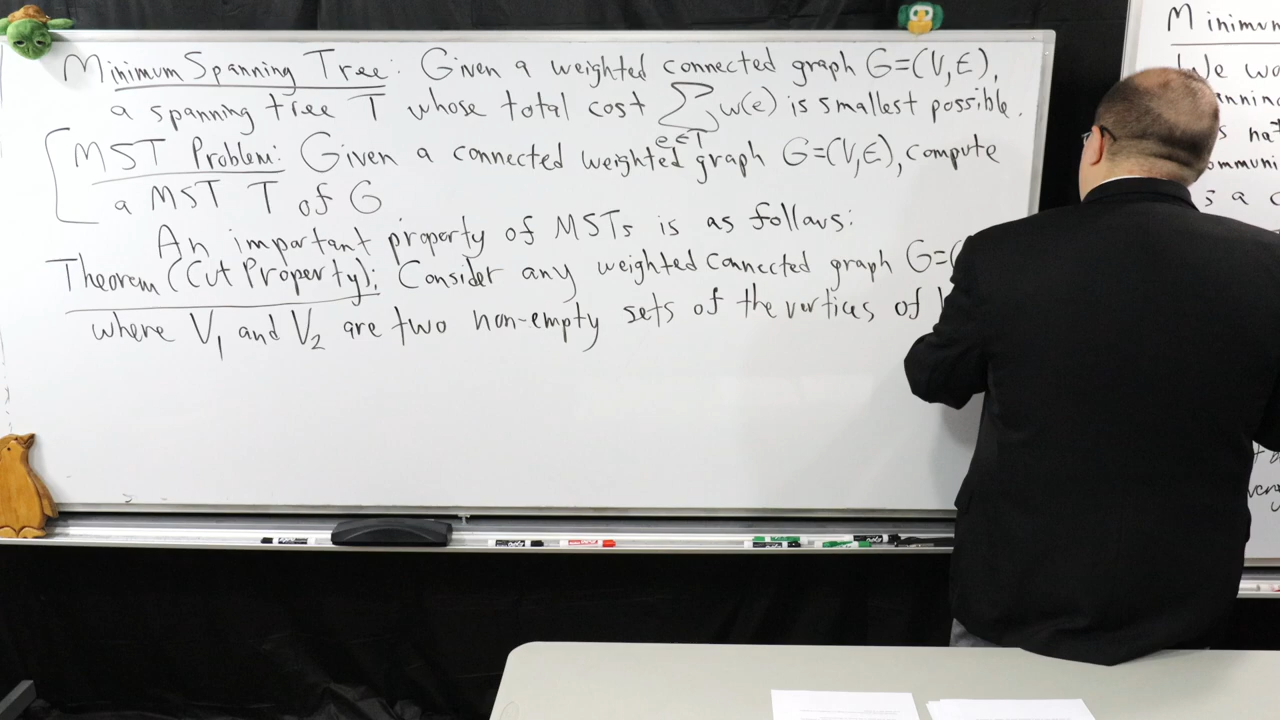 Minimum Spanning Tree: Given a weighted connected graph G=(V,E),
a spanning tree T whose total cost ∑ w(e) is smallest possible.
e∈T
MST Problem: Given a connected weighted graph G=(V,E), compute
a MST T of G
An important property of MSTs is as follows:
Theorem (Cut Property): Consider any weighted connected graph G=(
where V₁ and V₂ are two non-empty sets of the vertices of
Minimum
We wo
s a c